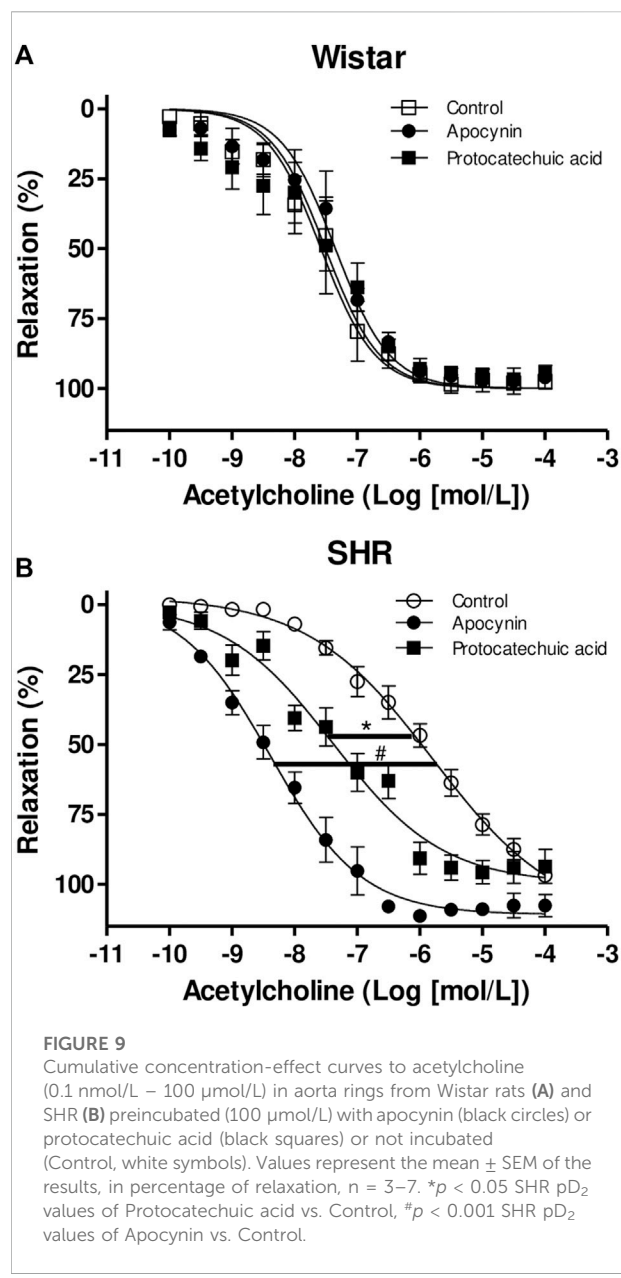 A
Wistar
Control
Apocynin
Protocatechuic acid
Relaxation (%)
0
25
50
75
100
-11 -10 -9 -8 -7 -6 -5 -4 -3
Acetylcholine (Log [mol/L])
B
SHR
Control
Apocynin
Protocatechuic acid
Relaxation (%)
0
25
50
75
100
*
#
-11 -10 -9 -8 -7 -6 -5 -4 -3
Acetylcholine (Log [mol/L])
FIGURE 9
Cumulative concentration-effect curves to acetylcholine
(0.1 nmol/L – 100 µmol/L) in aorta rings from Wistar rats (A) and
SHR (B) preincubated (100 µmol/L) with apocynin (black circles) or
protocatechuic acid (black squares) or not incubated
(Control, white symbols). Values represent the mean ± SEM of the
results, in percentage of relaxation, n = 3–7. *p < 0.05 SHR pD₂
values of Protocatechuic acid vs. Control, #p < 0.001 SHR pD₂
values of Apocynin vs. Control.